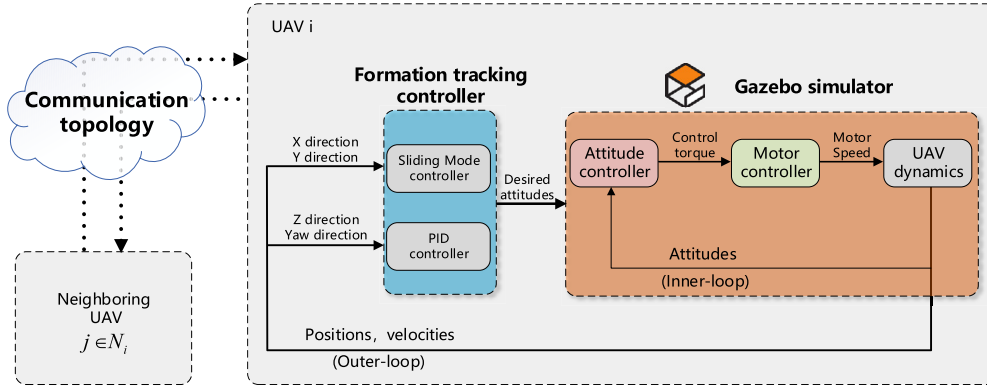 UAV i
Communication
topology
Neighboring
UAV
j ∈ N_i
Formation tracking
controller
X direction
Y direction
Sliding Mode
controller
Z direction
Yaw direction
PID
controller
Desired
attitudes
Gazebo simulator
Attitude
controller
Control
torque
Motor
controller
Motor
Speed
UAV
dynamics
Attitudes
(Inner-loop)
Positions, velocities
(Outer-loop)